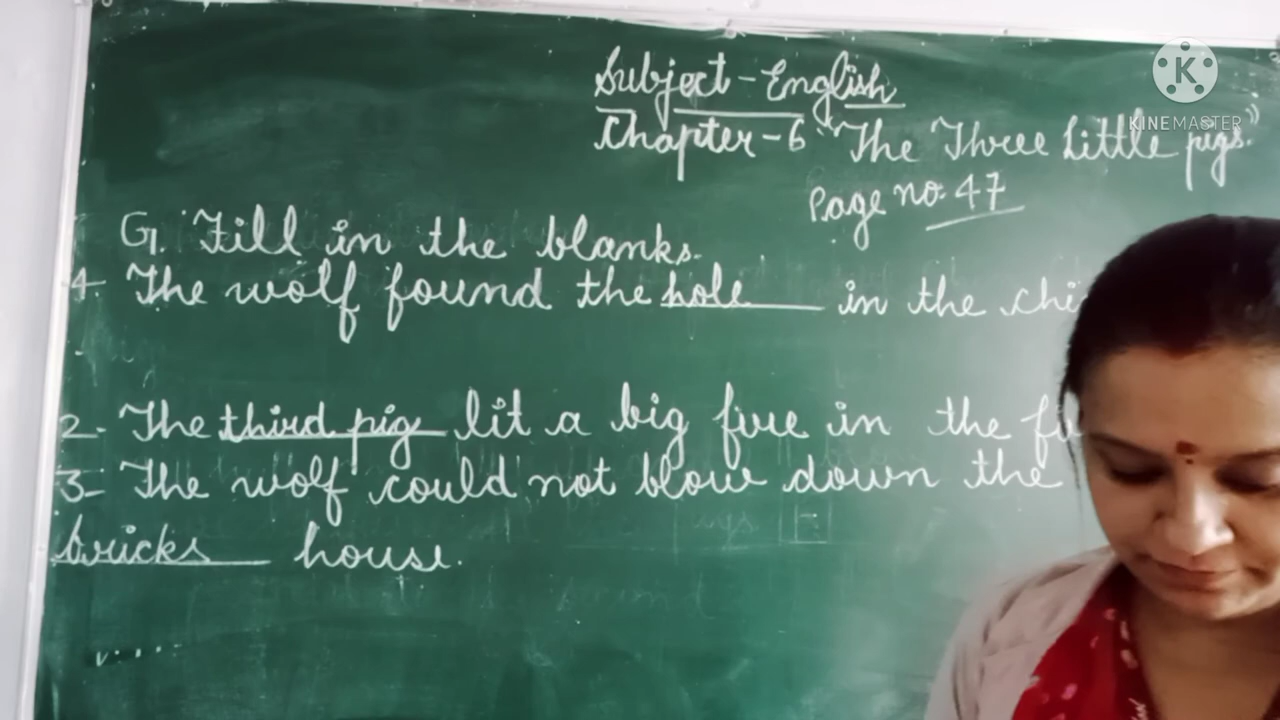 Subject - English
Chapter - 6 "The Three Little pigs."
Page no. 47
G. Fill in the blanks.
1- The wolf found the hole in the chi
2- The third pig lit a big fire in the fi
3- The wolf could not blow down the
bricks house.
K
KINEMASTER